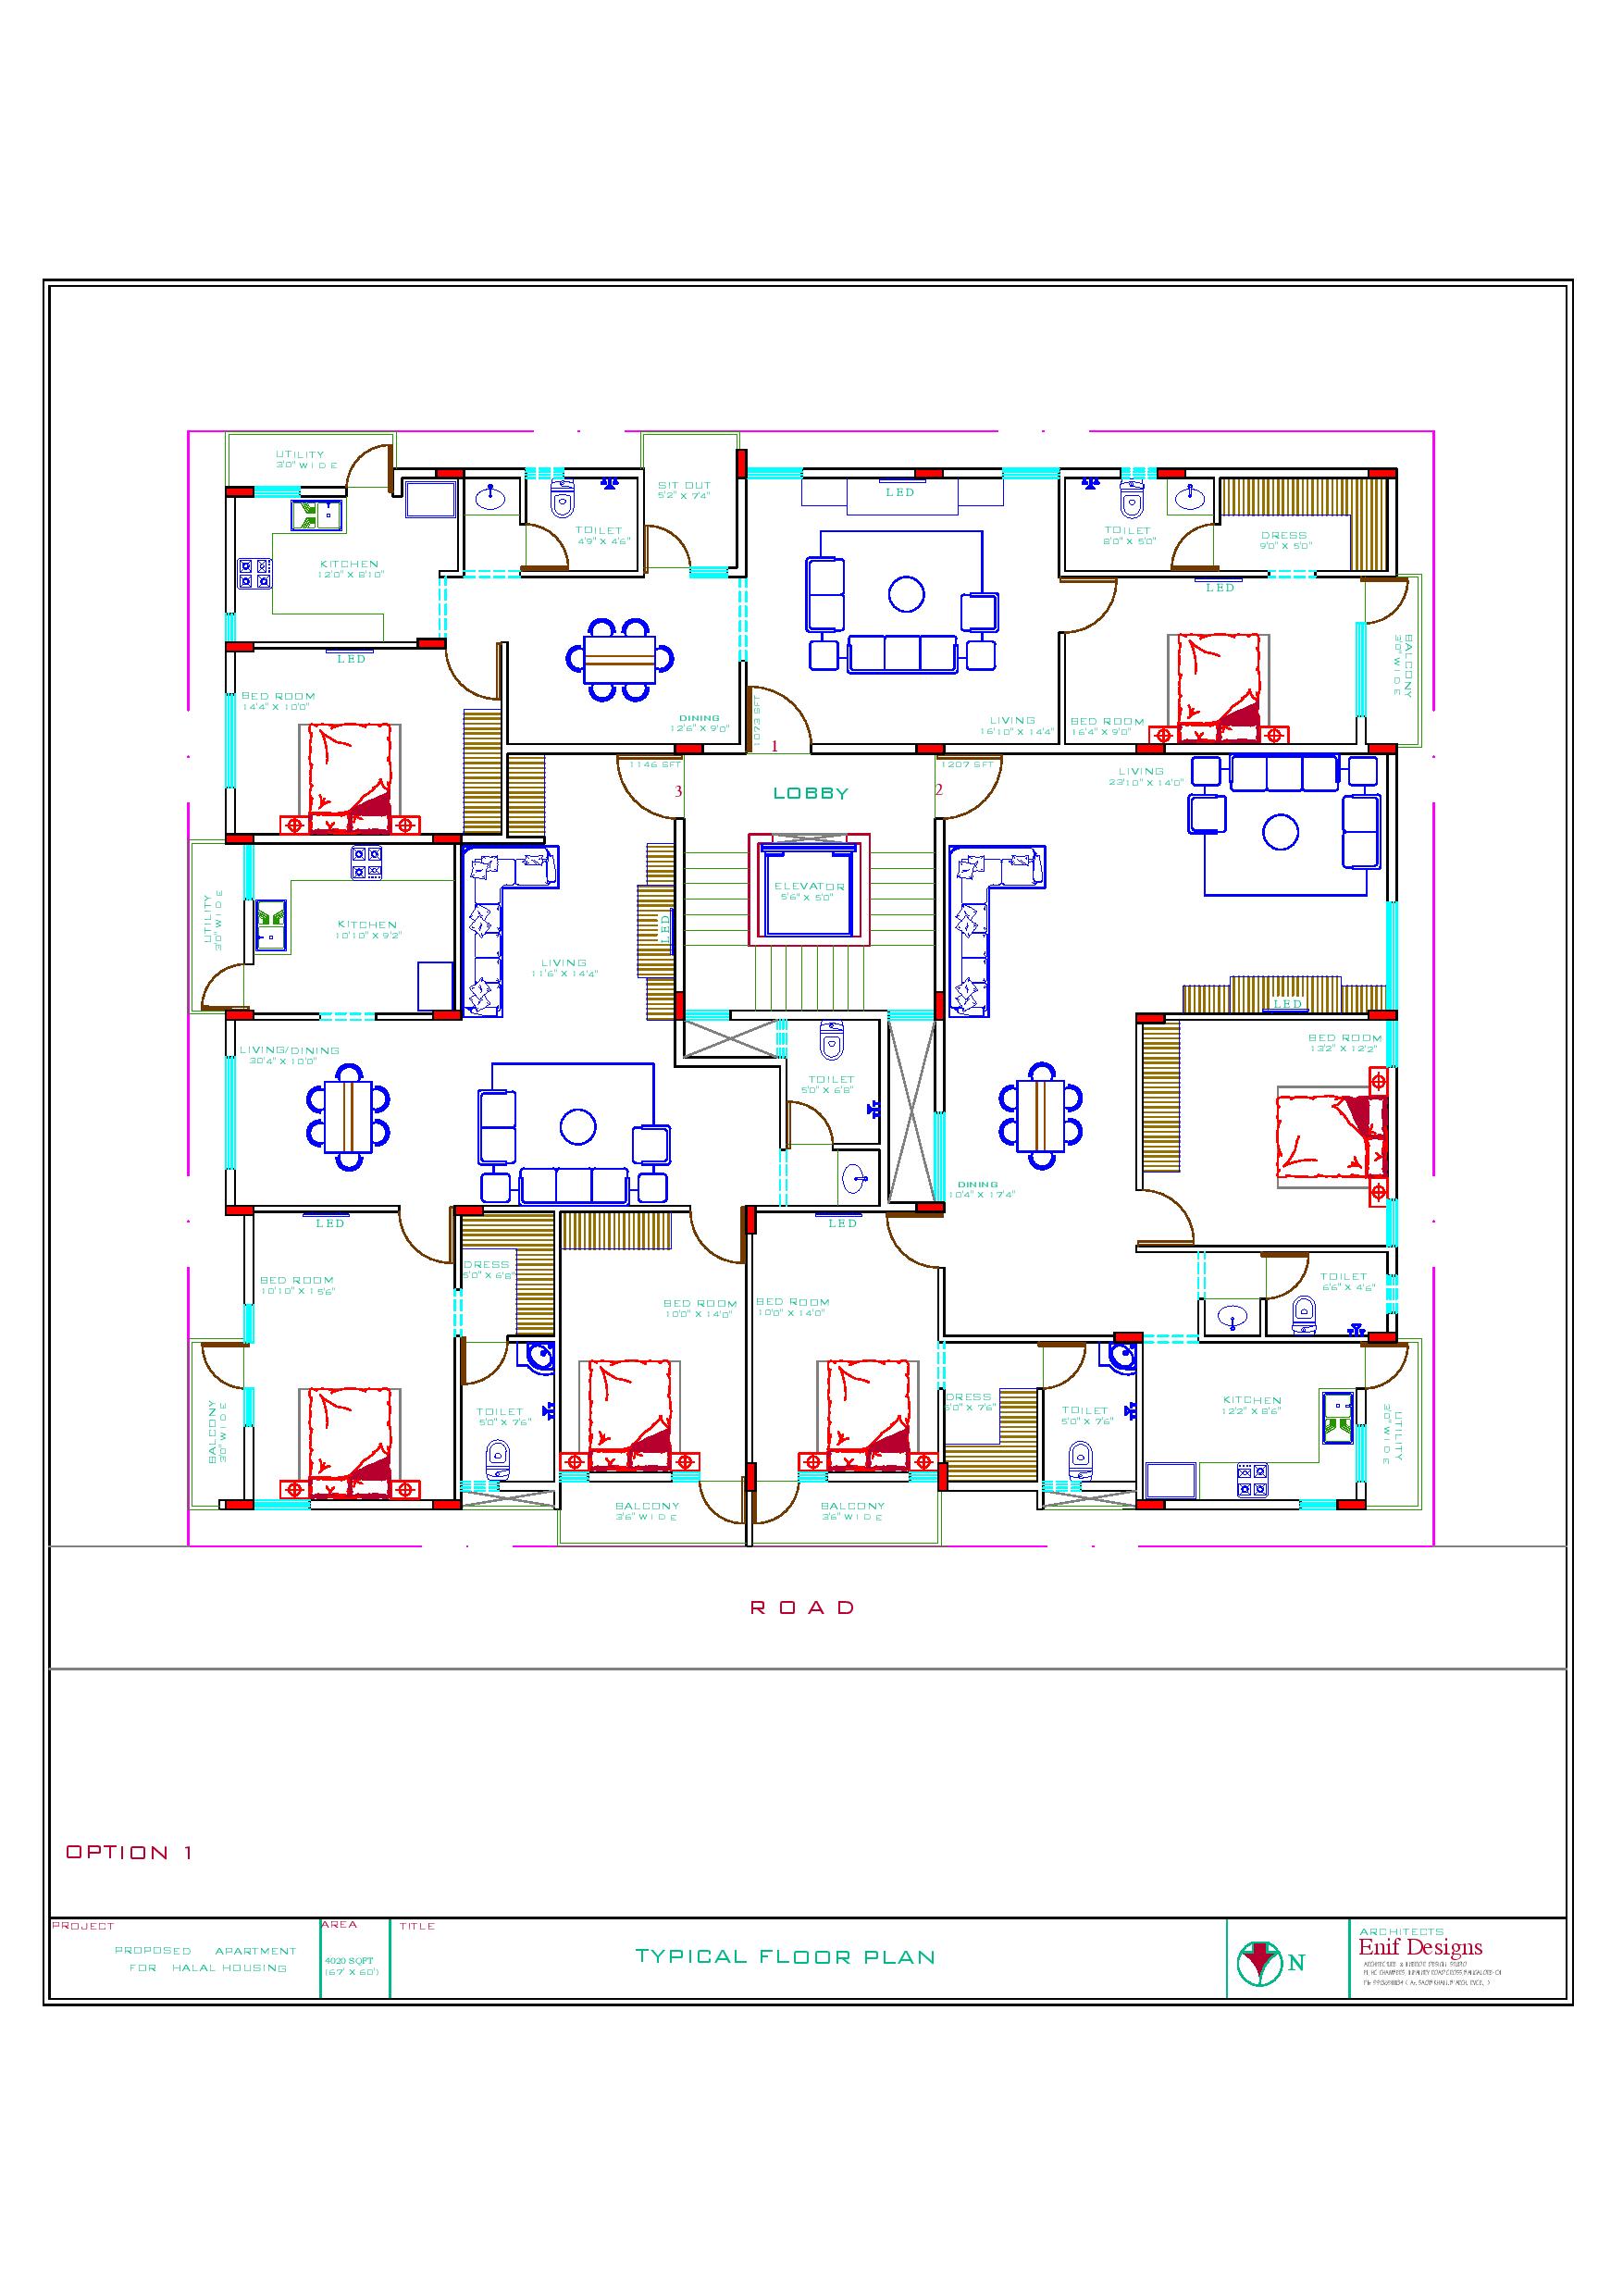 UTILITY
3'0" WIDE
SIT OUT
5'2" X 7'4"
LED
TOILET
4'9" X 4'6"
TOILET
8'0" X 5'0"
DRESS
9'0" X 5'0"
KITCHEN
12'0" X 8'10"
LED
LED
BALCONY
3'0" WIDE
BED ROOM
14'4" X 10'0"
DINING
12'6" X 9'0"
1073 SFT
1
LIVING
16'10" X 14'4"
BED ROOM
16'4" X 9'0"
1146 SFT
3
LOBBY
1207 SFT
2
LIVING
23'10" X 14'0"
ELEVATOR
5'6" X 5'0"
UTILITY
3'0" WIDE
KITCHEN
10'10" X 9'2"
LED
LIVING
11'6" X 14'4"
LED
LIVING/DINING
30'4" X 10'0"
BED ROOM
13'2" X 12'2"
TOILET
5'0" X 6'8"
DINING
10'4" X 17'4"
LED
LED
DRESS
5'0" X 6'8"
BED ROOM
10'10" X 15'6"
BED ROOM
10'0" X 14'0"
BED ROOM
10'0" X 14'0"
TOILET
6'6" X 4'6"
BALCONY
3'0" WIDE
TOILET
5'0" X 7'6"
DRESS
5'0" X 7'6"
TOILET
5'0" X 7'6"
KITCHEN
12'2" X 8'6"
UTILITY
3'0" WIDE
BALCONY
3'6" WIDE
BALCONY
3'6" WIDE
ROAD
OPTION 1
PROJECT
PROPOSED APARTMENT
FOR HALAL HOUSING
AREA
4020 SQFT
(67' X 60')
TITLE
TYPICAL FLOOR PLAN
N
ARCHITECTS
Enif Designs